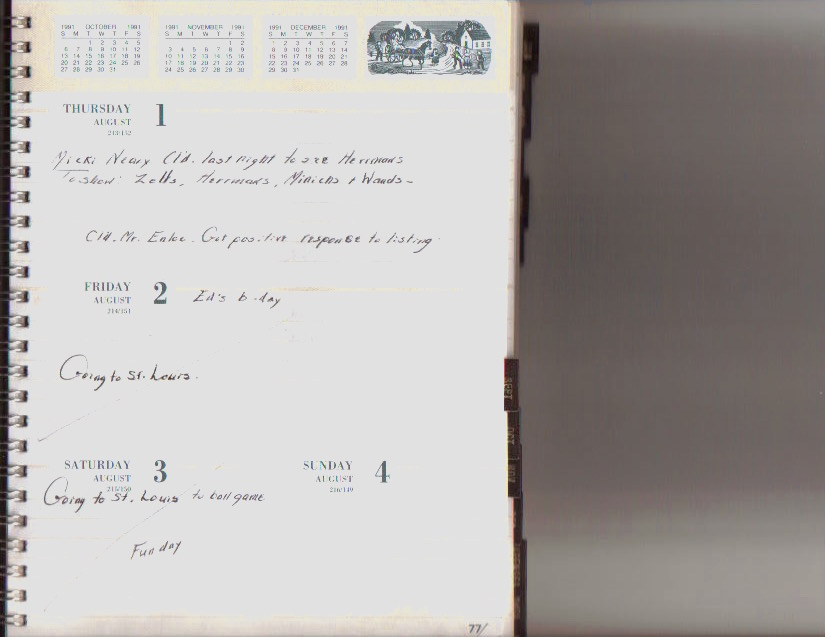 1991 OCTOBER 1991
S M T W T F S
1 2 3 4 5
6 7 8 9 10 11 12
13 14 15 16 17 18 19
20 21 22 23 24 25 26
27 28 29 30 31
1991 NOVEMBER 1991
S M T W T F S
1 2
3 4 5 6 7 8 9
10 11 12 13 14 15 16
17 18 19 20 21 22 23
24 25 26 27 28 29 30
1991 DECEMBER 1991
S M T W T F S
1 2 3 4 5 6 7
8 9 10 11 12 13 14
15 16 17 18 19 20 21
22 23 24 25 26 27 28
29 30 31
THURSDAY 1
AUGUST
213/152
Micki Neary Cld. last night to see Herrmans
To show: Zells, Herrmans, Minichs + Wands -
Cld. Mr. Enloe. Got positive response to listing.
FRIDAY 2 Ed's b-day
AUGUST
214/151
Going to St. Louis.
SATURDAY 3
AUGUST
215/150
Going to St. Louis to ball game
Fun day
SUNDAY 4
AUGUST
216/149
SEPT
OCT
NOV
77/